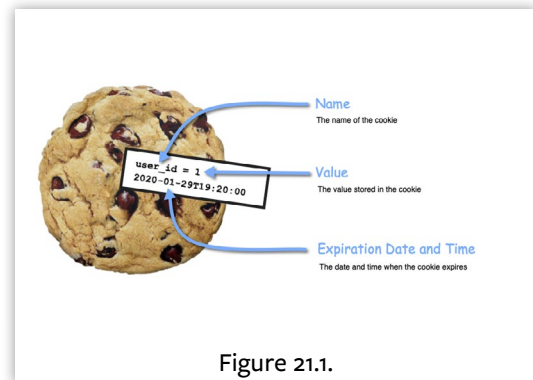 Name
The name of the cookie
user_id = 1
2020-01-29T19:20:00
Value
The value stored in the cookie
Expiration Date and Time
The date and time when the cookie expires
Figure 21.1.